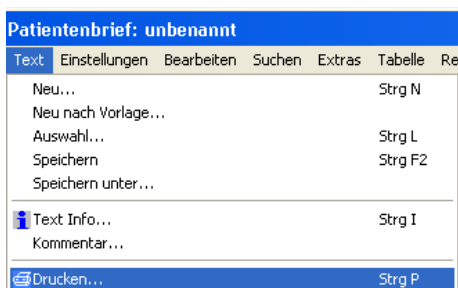 Patientenbrief: unbenannt
Text Einstellungen Bearbeiten Suchen Extras Tabelle Re
Neu... Strg N
Neu nach Vorlage...
Auswahl... Strg L
Speichern Strg F2
Speichern unter...
Text Info... Strg I
Kommentar...
Drucken... Strg P